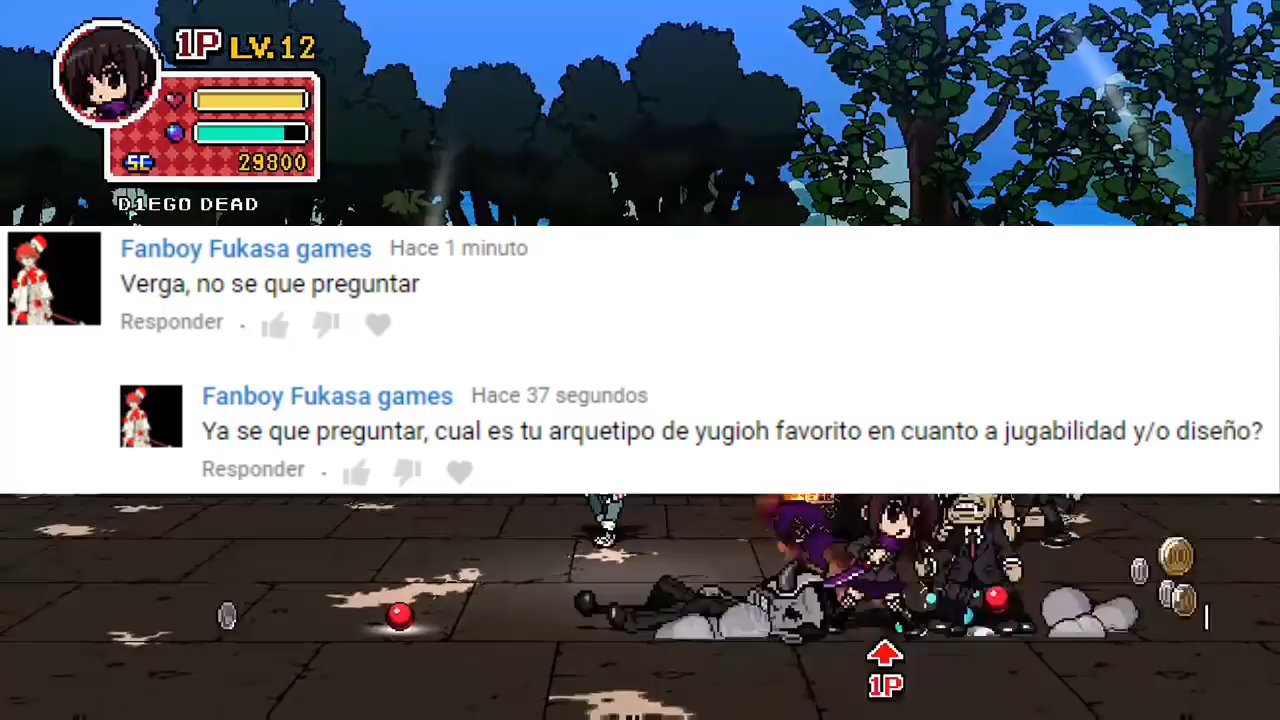 1P LV.12
SC 29800
D1EGO DEAD
Fanboy Fukasa games Hace 1 minuto
Verga, no se que preguntar
Responder .
Fanboy Fukasa games Hace 37 segundos
Ya se que preguntar, cual es tu arquetipo de yugioh favorito en cuanto a jugabilidad y/o diseño?
Responder .
1P